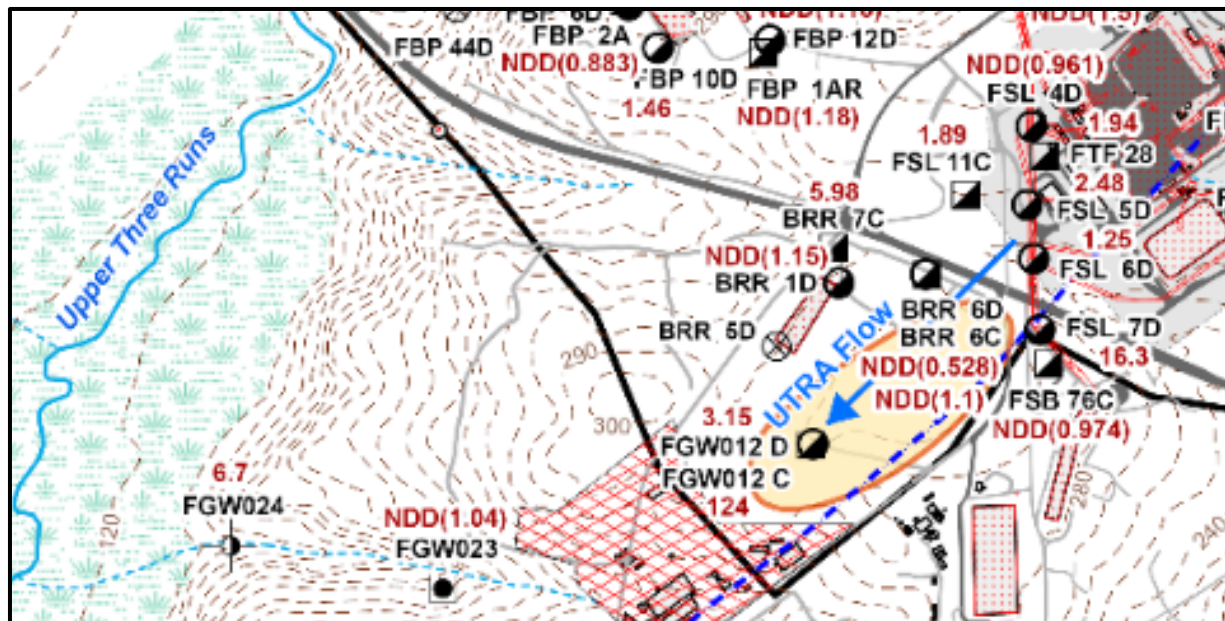 FBP 6D
FBP 2A
FBP 44D
NDD(0.883)
FBP 10D
1.46
FBP 12D
FBP 1AR
NDD(1.18)
NDD(0.961)
FSL 4D
1.94
FTF 28
1.89
FSL 11C
2.48
FSL 5D
1.25
FSL 6D
Upper Three Runs
5.98
BRR 7C
NDD(1.15)
BRR 1D
BRR 5D
BRR 6D
BRR 6C
NDD(0.528)
NDD(1.1)
UTRA Flow
FSL 7D
16.3
FSB 76C
NDD(0.974)
290
300
3.15
FGW012 D
FGW012 C
124
6.7
FGW024
NDD(1.04)
FGW023
120
280
240